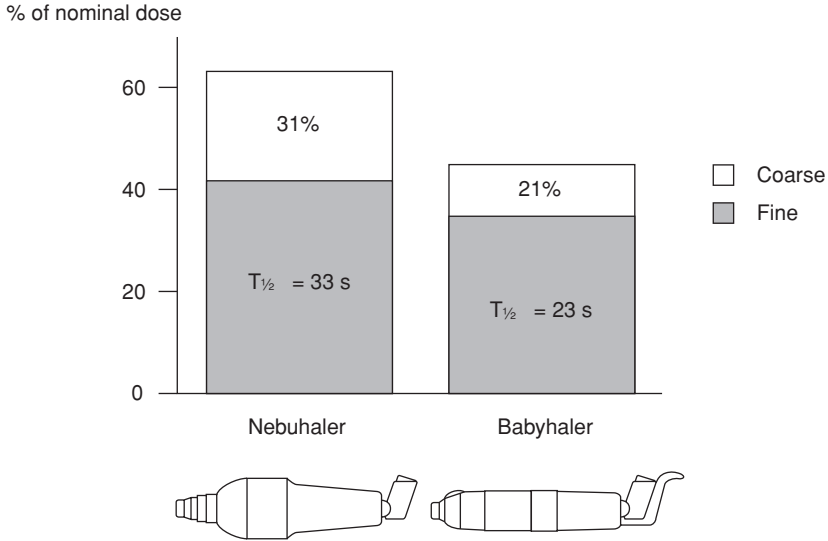 % of nominal dose
60
40
20
0
31%
21%
T½ = 33 s
T½ = 23 s
Coarse
Fine
Nebuhaler
Babyhaler